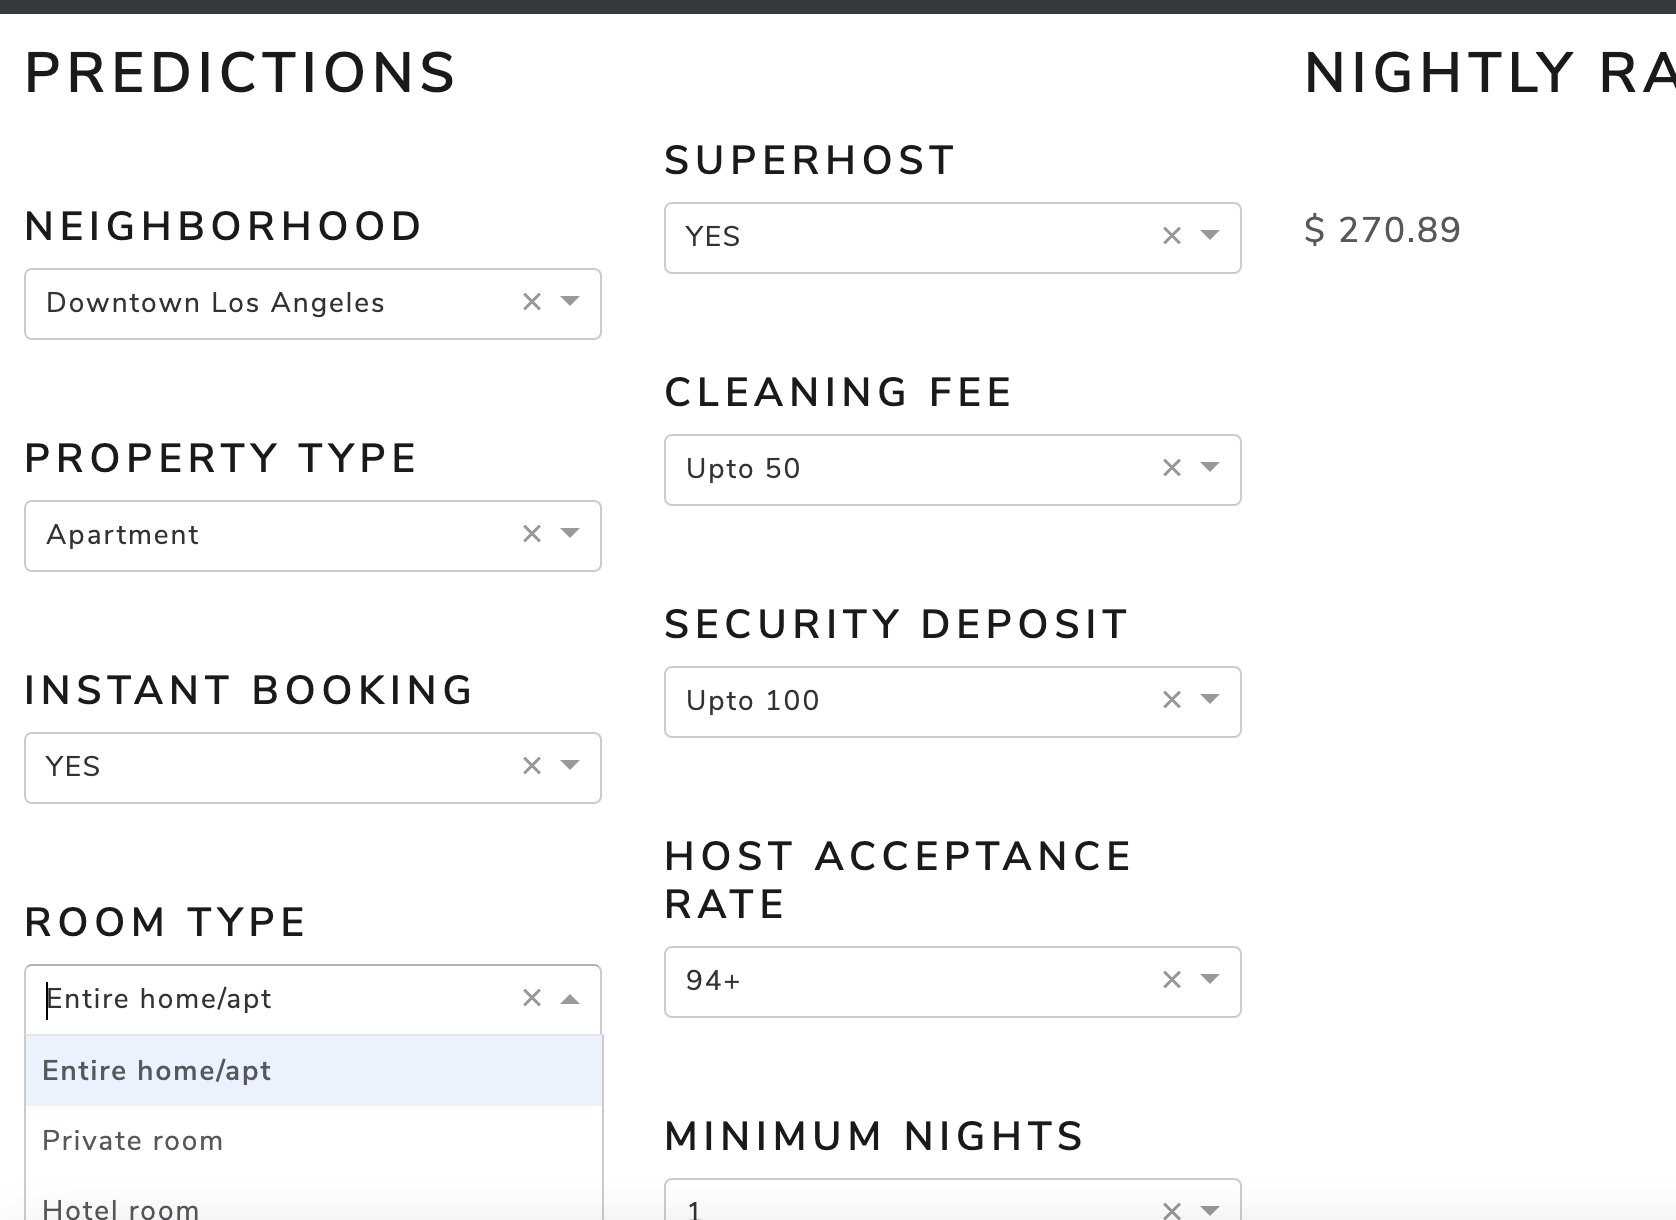 PREDICTIONS
NEIGHBORHOOD
Downtown Los Angeles
PROPERTY TYPE
Apartment
INSTANT BOOKING
YES
ROOM TYPE
Entire home/apt
Entire home/apt
Private room
Hotel room
SUPERHOST
YES
CLEANING FEE
Upto 50
SECURITY DEPOSIT
Upto 100
HOST ACCEPTANCE
RATE
94+
MINIMUM NIGHTS
1
NIGHTLY RA
$ 270.89